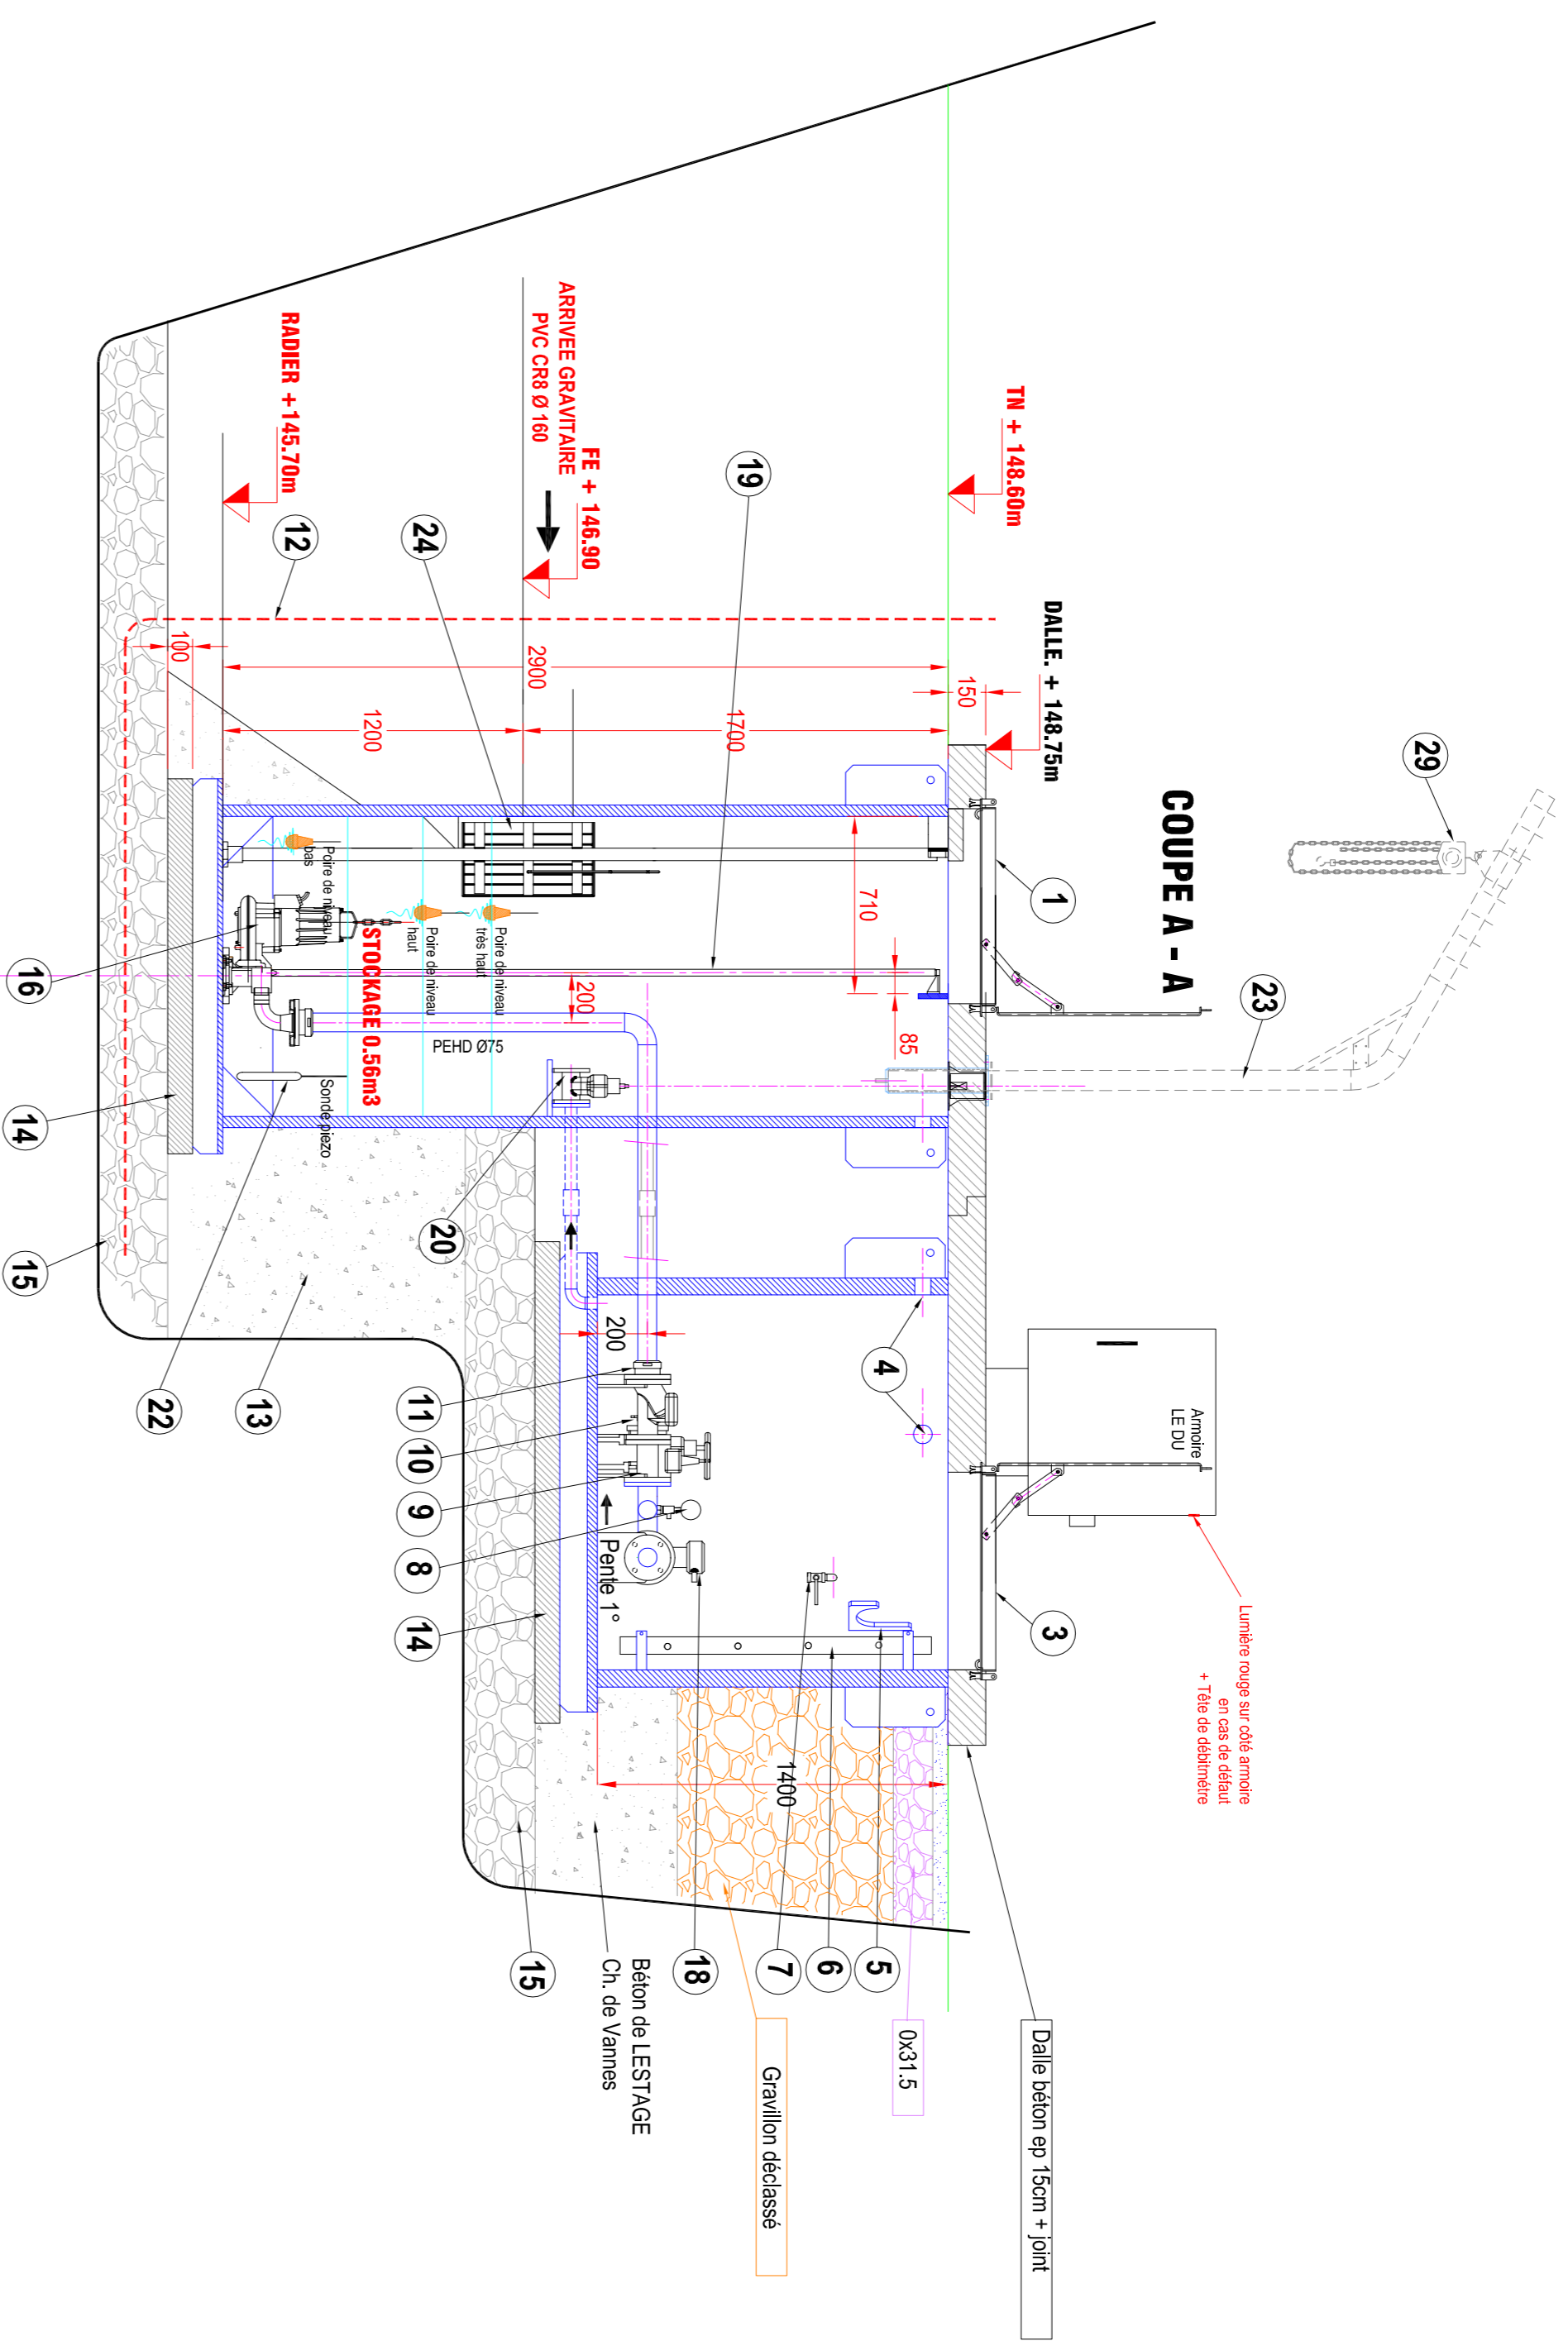 COUPE A - A
29
23
1
3
4
Armoire
LE DU
Lumière rouge sur côté armoire
en cas de défaut
+ Tête de débitmétre
DALLE. + 148.75m
TN + 148.60m
150
Dalle béton ep 15cm + joint
0x31.5
Gravillon déclassé
Béton de LESTAGE
Ch. de Vannes
19
710
85
1700
2900
1200
100
1400
FE + 146.90
ARRIVEE GRAVITAIRE
PVC CR8 Ø 160
24
12
RADIER +145.70m
Poire de niveau
très haut
Poire de niveau
haut
Poire de niveau
bas
STOCKAGE 0.56m3
200
PEHD Ø75
Sonde piezo
200
Pente 1°
5
6
7
18
15
20
11
10
9
8
14
16
14
15
22
13